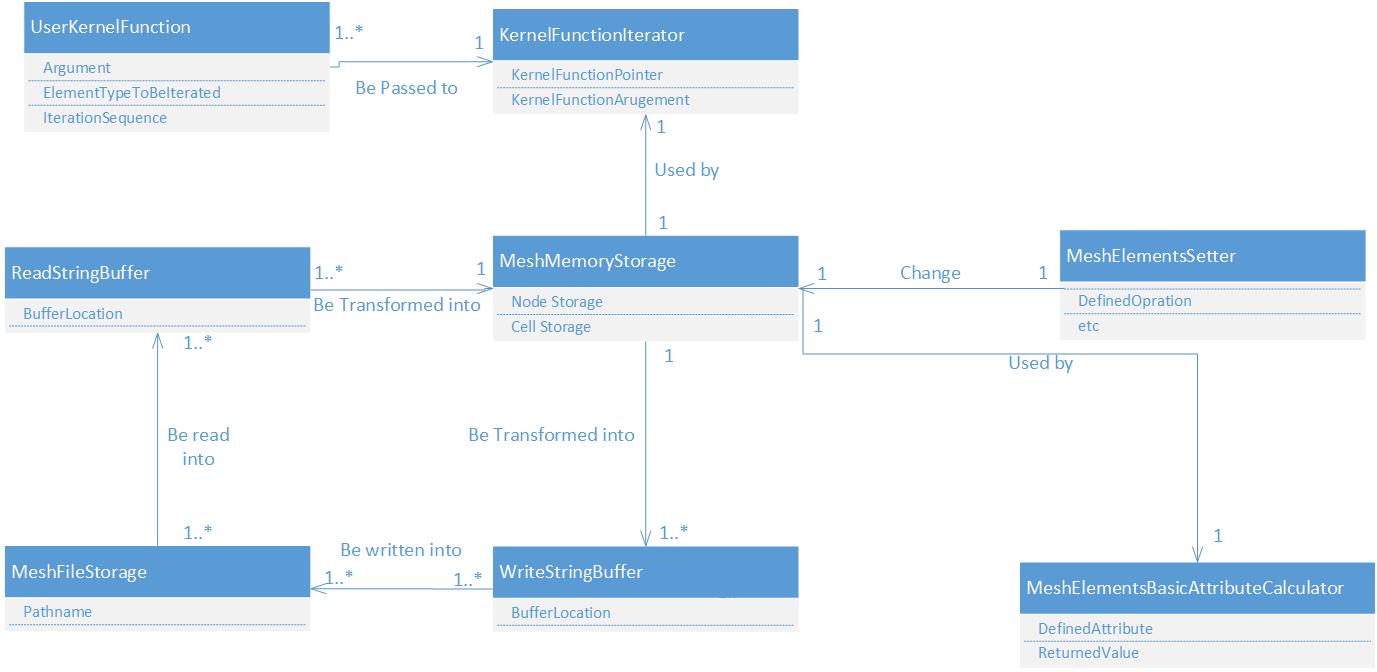 UserKernelFunction
Argument
ElementTypeToBeIterated
IterationSequence
1..*
1
Be Passed to
KernelFunctionIterator
KernelFunctionPointer
KernelFunctionArugement
1
Used by
1
ReadStringBuffer
BufferLocation
1..*
1
Be Transformed into
MeshMemoryStorage
Node Storage
Cell Storage
1
Change
1
MeshElementsSetter
DefinedOpration
etc
1
Used by
1
1..*
Be read
into
1..*
1
Be Transformed into
1..*
MeshFileStorage
Pathname
Be written into
1..*
1..*
WriteStringBuffer
BufferLocation
MeshElementsBasicAttributeCalculator
DefinedAttribute
ReturnedValue